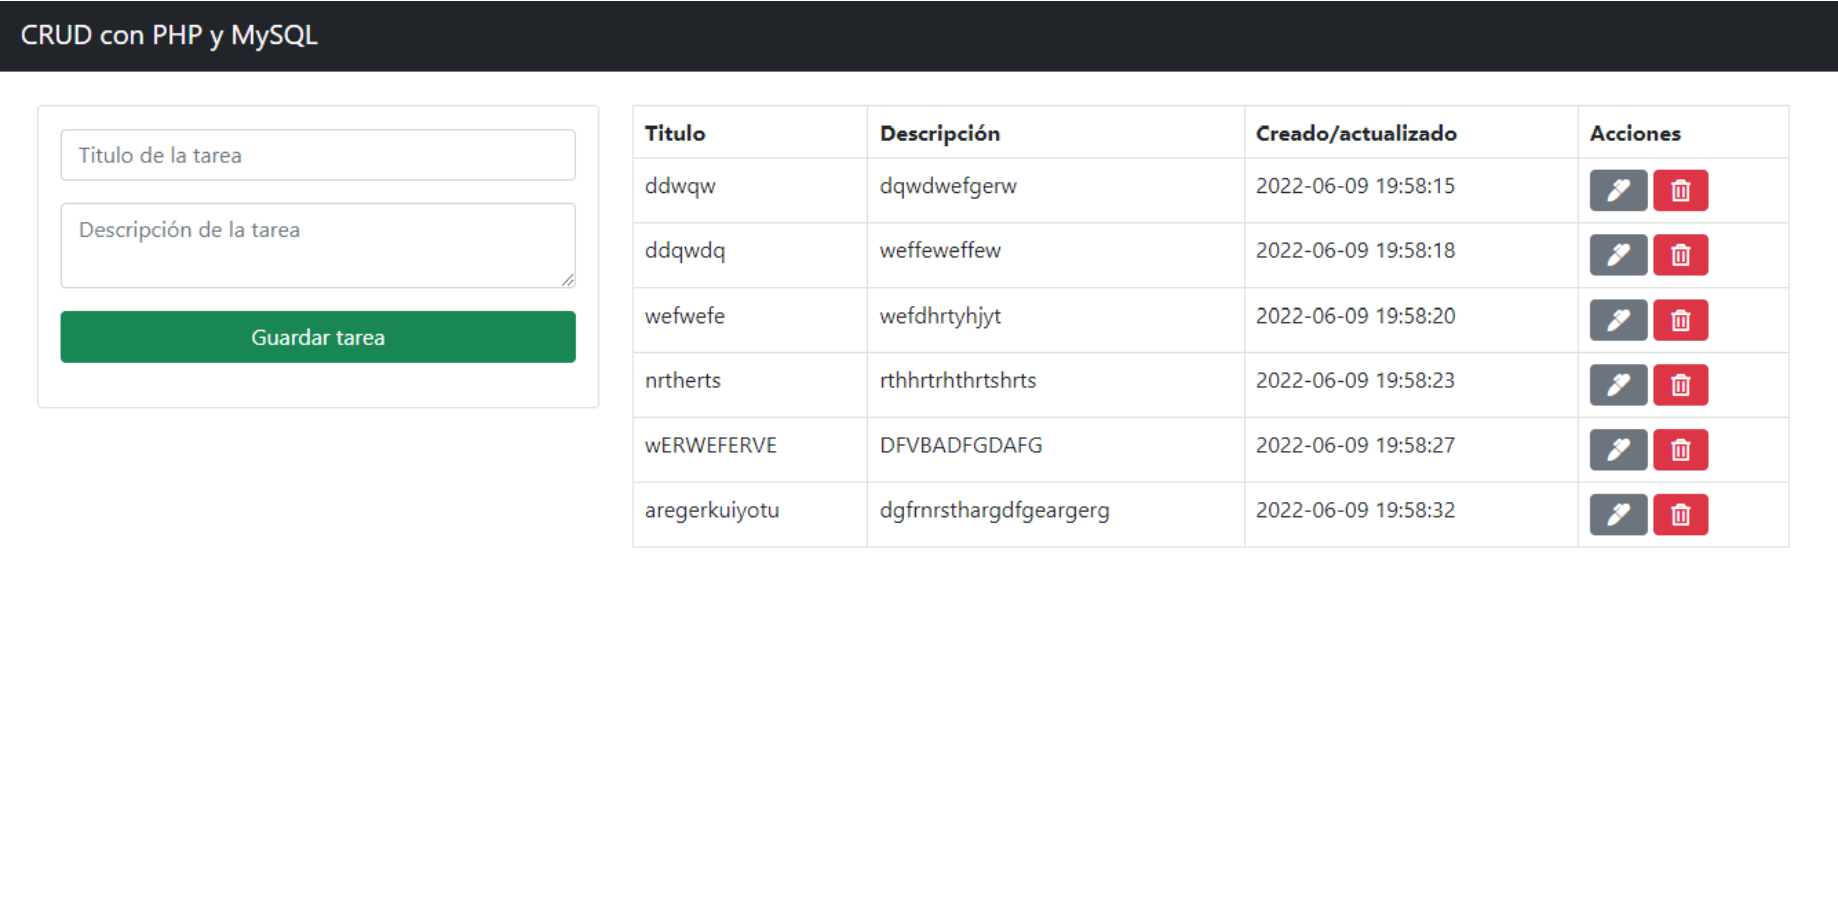 CRUD con PHP y MySQL
Titulo de la tarea
Descripción de la tarea
Guardar tarea
Titulo Descripción Creado/actualizado Acciones
ddwqw dqwdwefgerw 2022-06-09 19:58:15
ddqwdq weffeweffew 2022-06-09 19:58:18
wefwefe wefdhrtyhjyt 2022-06-09 19:58:20
nrtherts rthhrtrhthrtshrts 2022-06-09 19:58:23
wERWEFERVE DFVBADFGDAFG 2022-06-09 19:58:27
aregerkuiyotu dgfrnrsthargdfgeargerg 2022-06-09 19:58:32